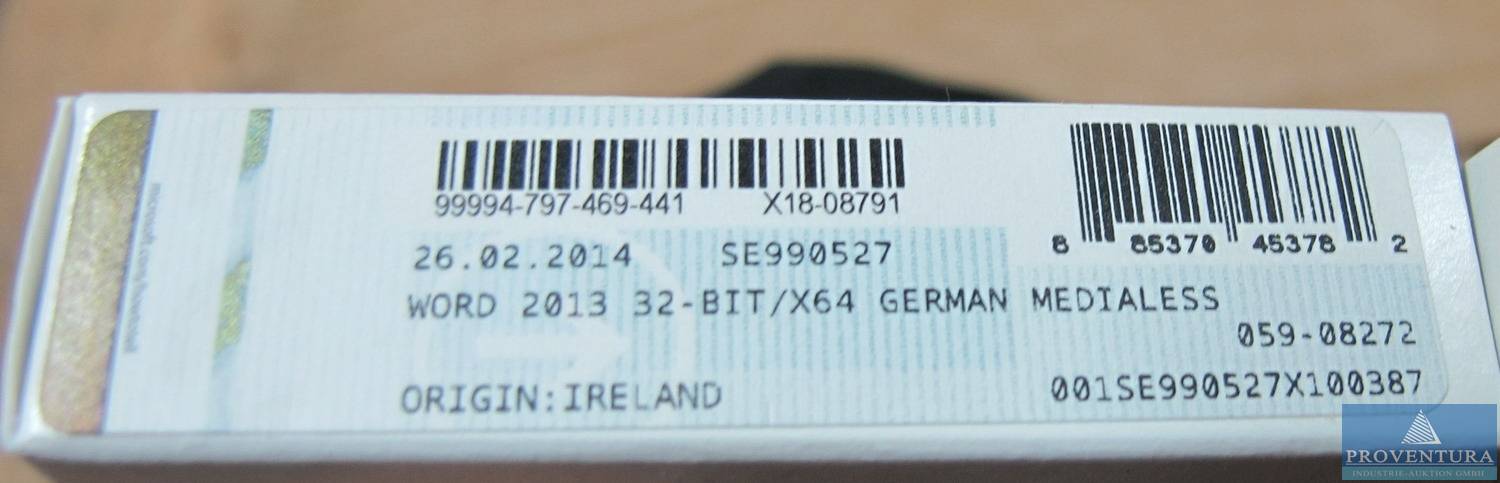 99994-797-469-441 X18-08791
8 85370 45378 2
26.02.2014 SE990527
WORD 2013 32-BIT/X64 GERMAN MEDIALESS
059-08272
ORIGIN:IRELAND 001SE990527X100387
PROVENTURA
INDUSTRIE-AUKTION GMBH